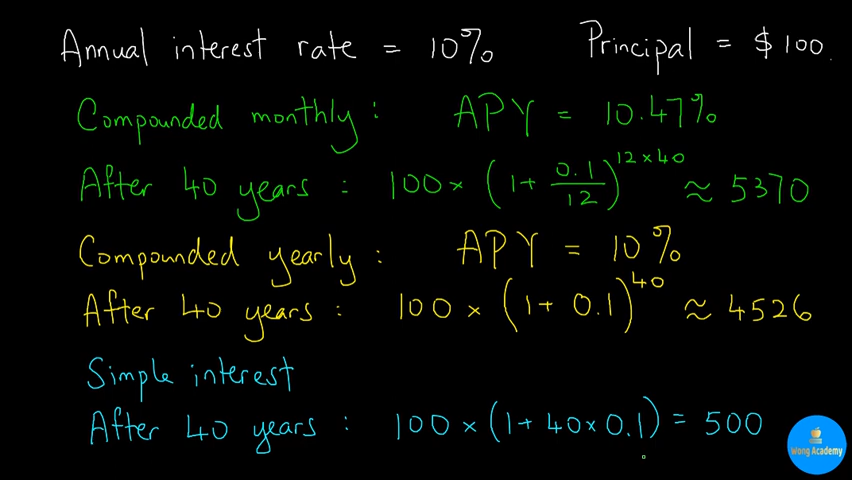 Annual interest rate = 10% Principal = $100.
Compounded monthly: APY = 10.47%
After 40 years: 100 × (1 + 0.1/12)^12×40 ≈ 5370
Compounded yearly: APY = 10%
After 40 years: 100 × (1 + 0.1)^40 ≈ 4526
Simple interest
After 40 years: 100 × (1 + 40 × 0.1) = 500
Wong Academy